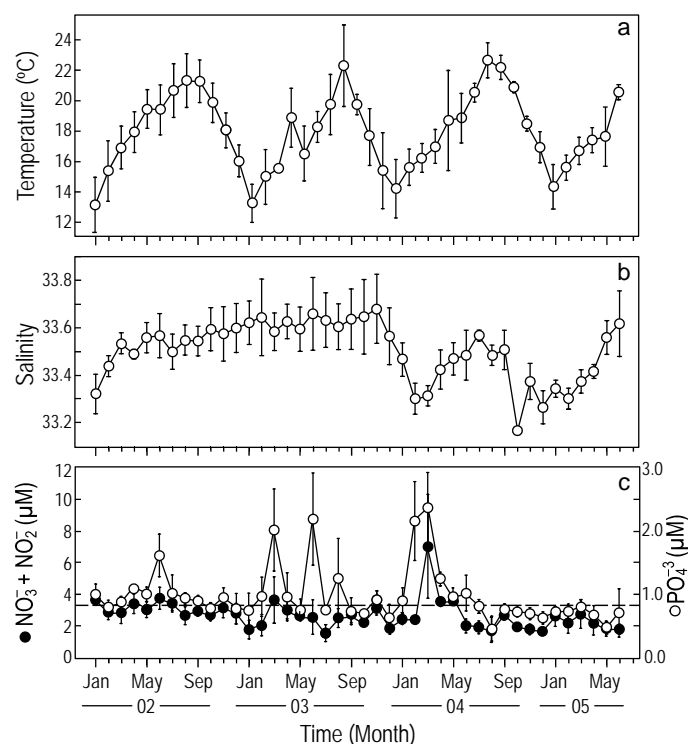 a
24
22
20
18
16
14
12
Temperature (ºC)
b
33.8
33.6
33.4
33.2
Salinity
c
12
10
8
6
4
2
0
● NO₃⁻ + NO₂⁻ (µM)
3.0
2.0
1.0
0.0
○PO₄⁻³ (µM)
Jan May Sep Jan May Sep Jan May Sep Jan May
02 03 04 05
Time (Month)